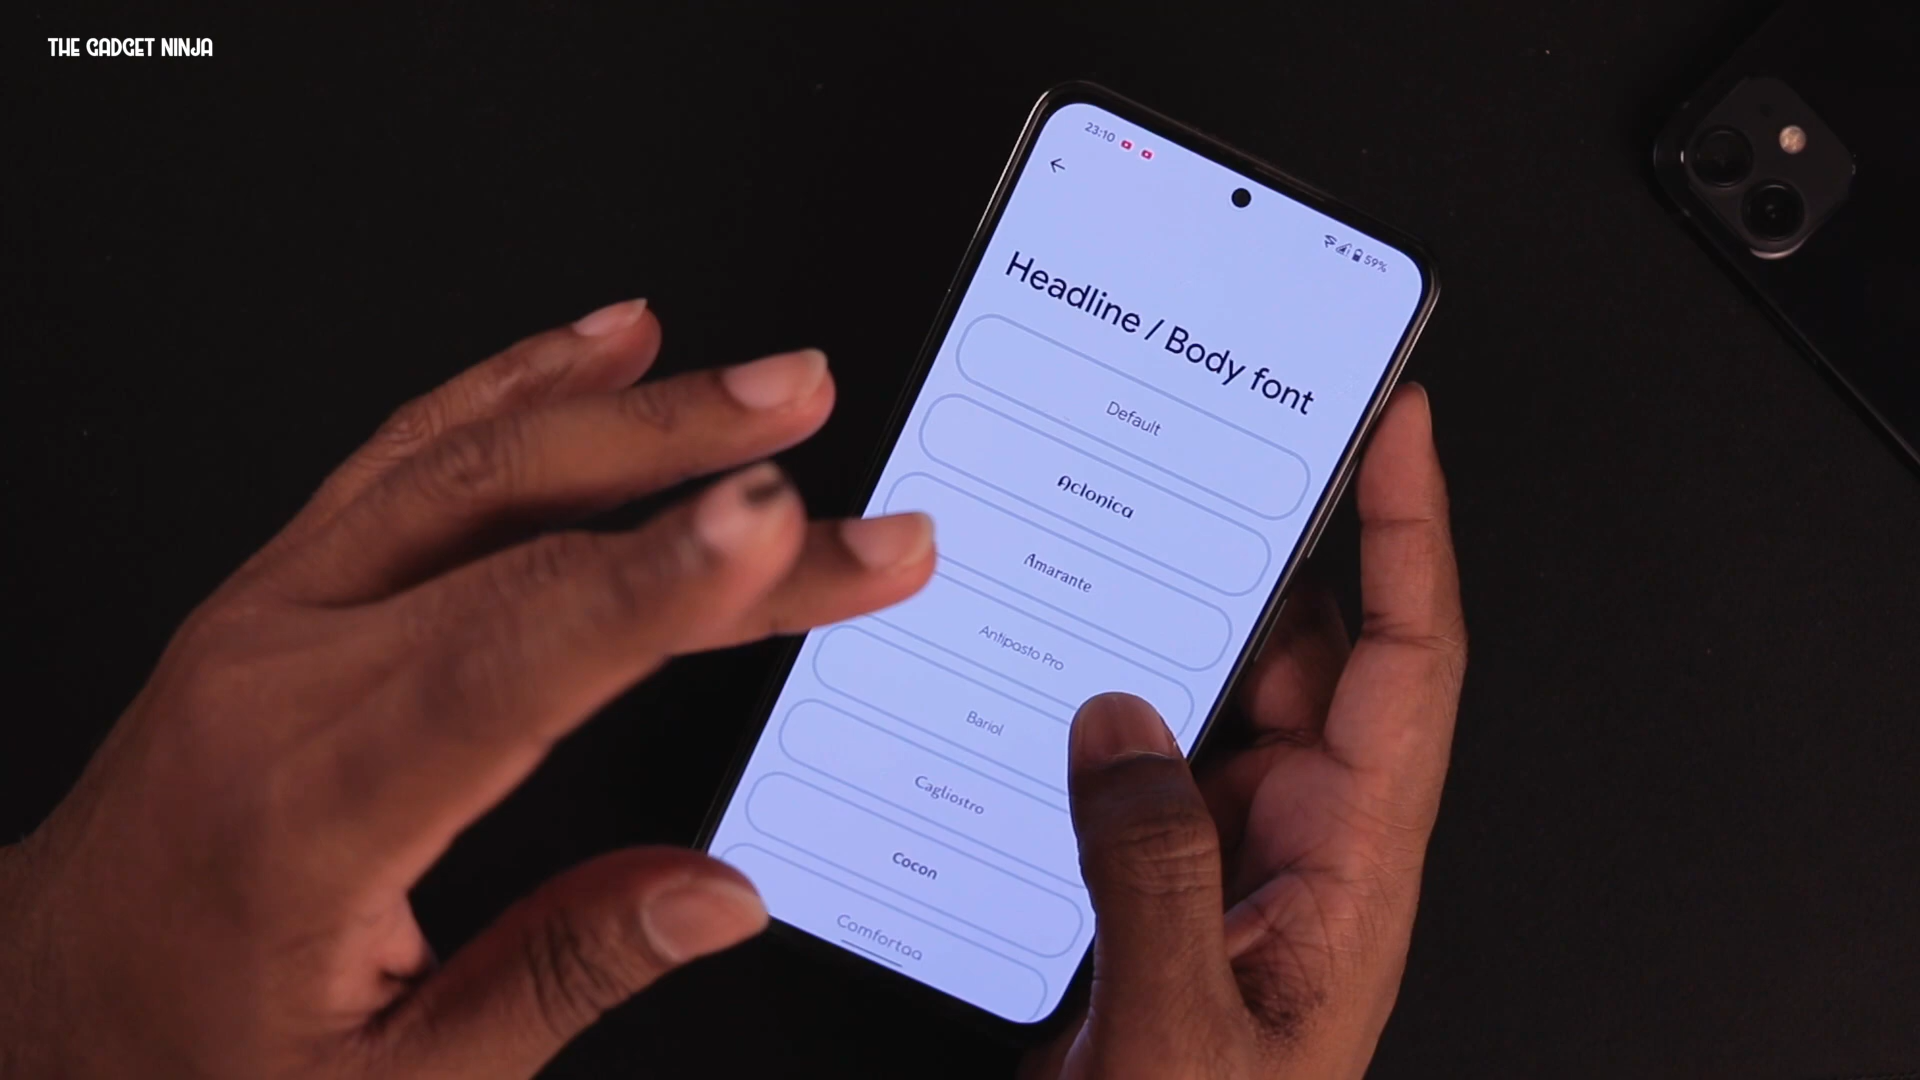 THE GADGET NINJA
23:10
59%
Headline / Body font
Default
Aclonica
Amarante
Antipasto Pro
Bariol
Cagliostro
Cocon
Comfortaa